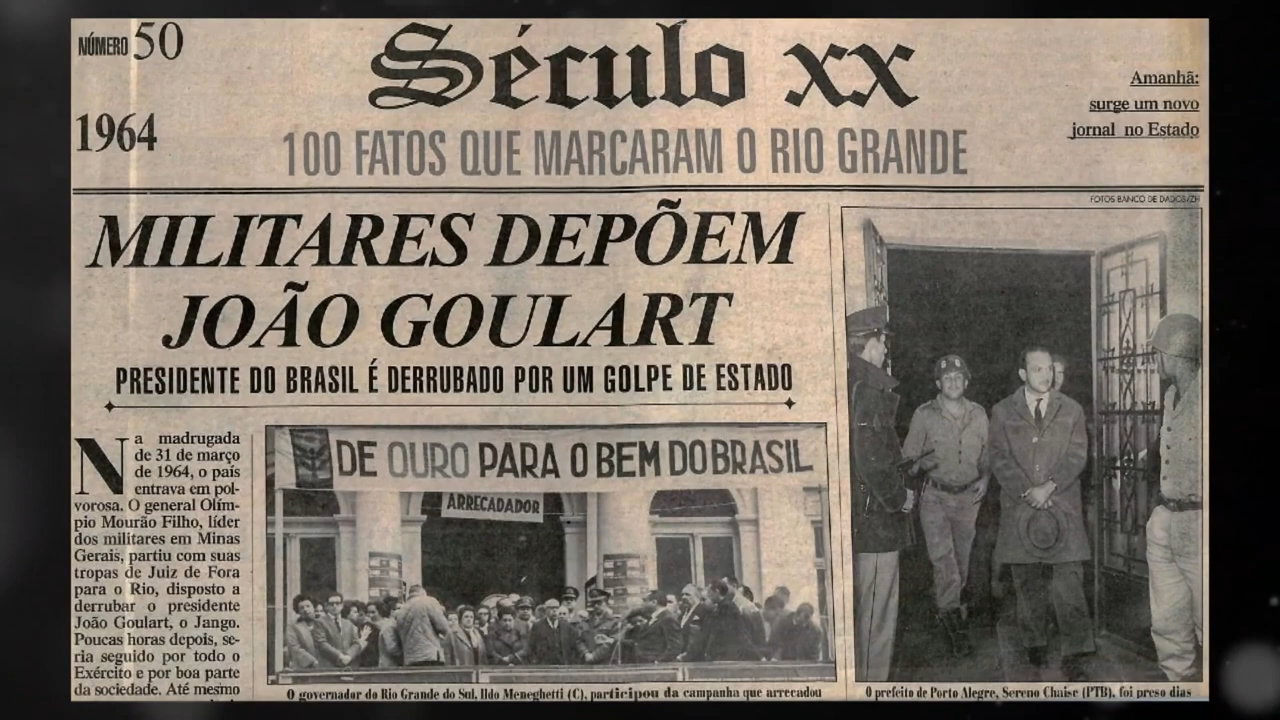 NÚMERO 50
1964
Século xx
100 FATOS QUE MARCARAM O RIO GRANDE
Amanhã:
surge um novo
jornal no Estado
MILITARES DEPÕEM
JOÃO GOULART
PRESIDENTE DO BRASIL É DERRUBADO POR UM GOLPE DE ESTADO
Na madrugada
de 31 de março
de 1964, o país
entrava em pol-
vorosa. O general Olím-
pio Mourão Filho, líder
dos militares em Minas
Gerais, partiu com suas
tropas de Juiz de Fora
para o Rio, disposto a
derrubar o presidente
João Goulart, o Jango.
Poucas horas depois, se-
ria seguido por todo o
Exército e por boa parte
da sociedade. Até mesmo
DE OURO PARA O BEM DO BRASIL
ARRECADADOR
O governador do Rio Grande do Sul, Ildo Meneghetti (C), participou da campanha que arrecadou
FOTOS BANCO DE DADOS/ZH
O prefeito de Porto Alegre, Sereno Chaise (PTB), foi preso dias